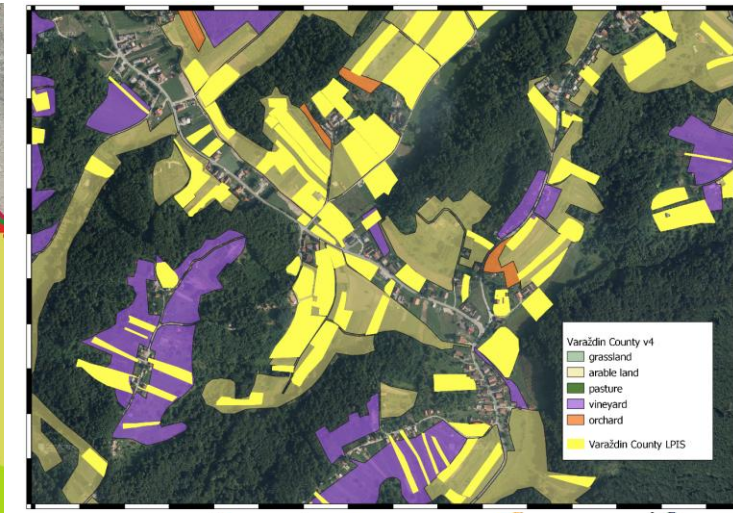 Varaždin County v4
grassland
arable land
pasture
vineyard
orchard
Varaždin County LPIS